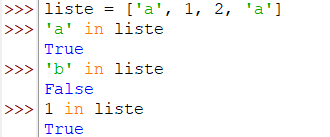 >>> liste = ['a', 1, 2, 'a']
>>> 'a' in liste
True
>>> 'b' in liste
False
>>> 1 in liste
True